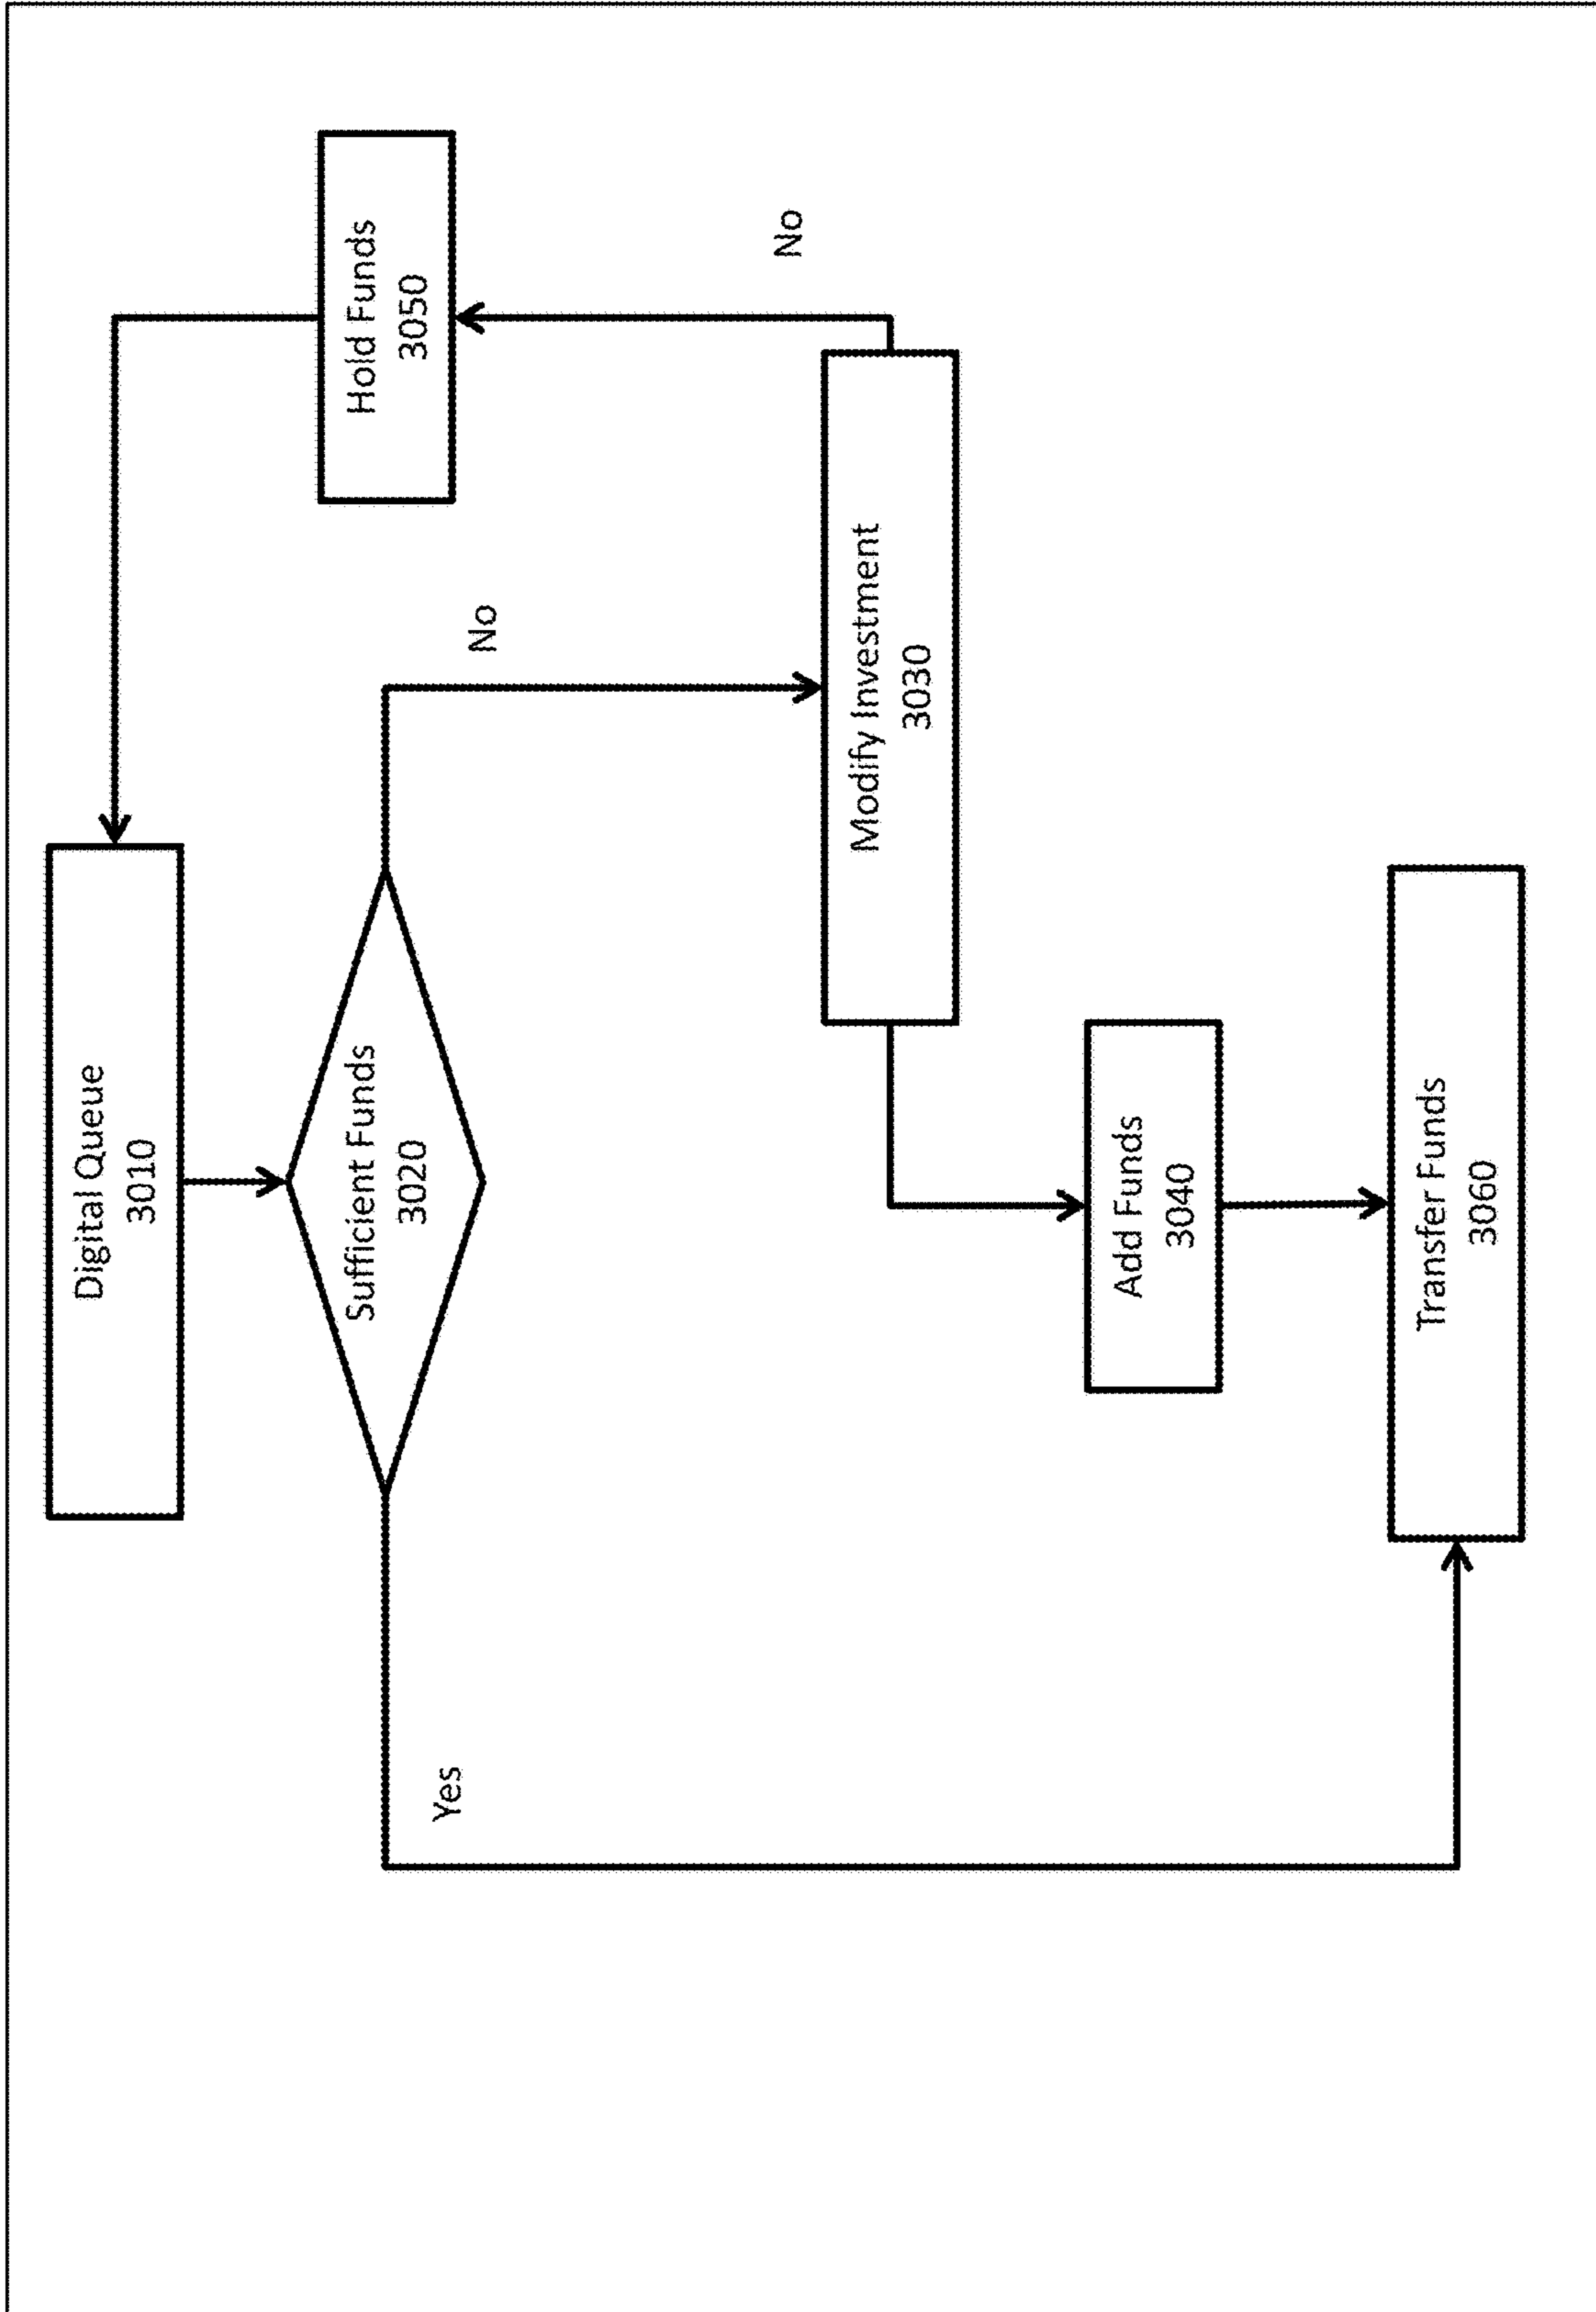 Digital Queue
3010
Sufficient Funds
3020
Yes
No
Hold Funds
3050
No
Modify Investment
3030
Add Funds
3040
Transfer Funds
3060